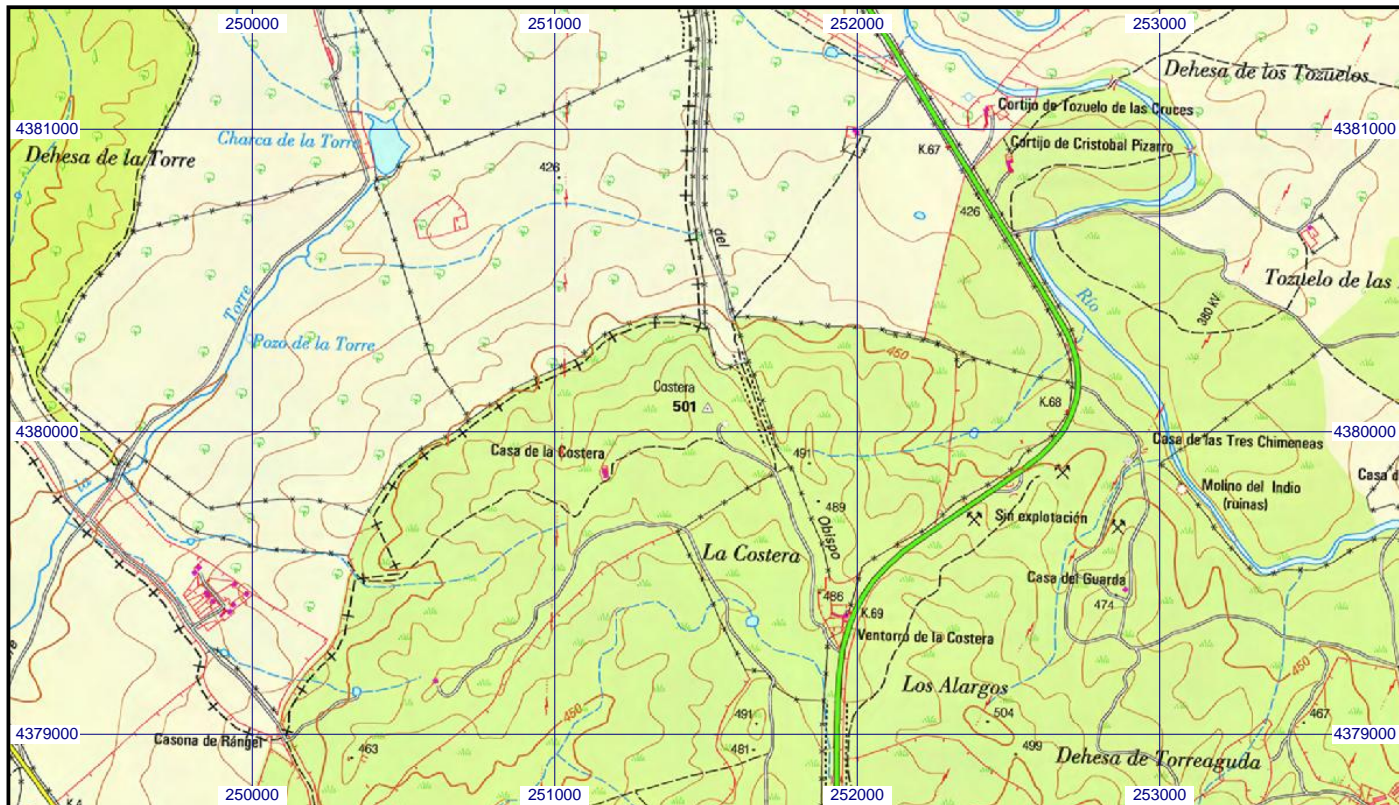 250000
251000
252000
253000
Dehesa de los Tozuelos
Cortijo de Tozuelo de las Cruces
4381000
4381000
Charca de la Torre
K.67
Cortijo de Cristobal Pizarro
Dehesa de la Torre
426
426
del
Torre
Tozuelo de las
Río
380 KV.
Pozo de la Torre
450
Costera
501
K.68
4380000
4380000
Casa de la Costera
491
Casa de las Tres Chimeneas
Casa d
Molino del Indio
(ruinas)
la
489
Sin explotación
Obispo
La Costera
Casa del Guarda
486
474
K.69
Ventorro de la Costera
450
Los Alargos
450
491
504
467
4379000
4379000
Casona de Rángel
463
481
499
Dehesa de Torreaguda
250000
251000
252000
253000
K.4